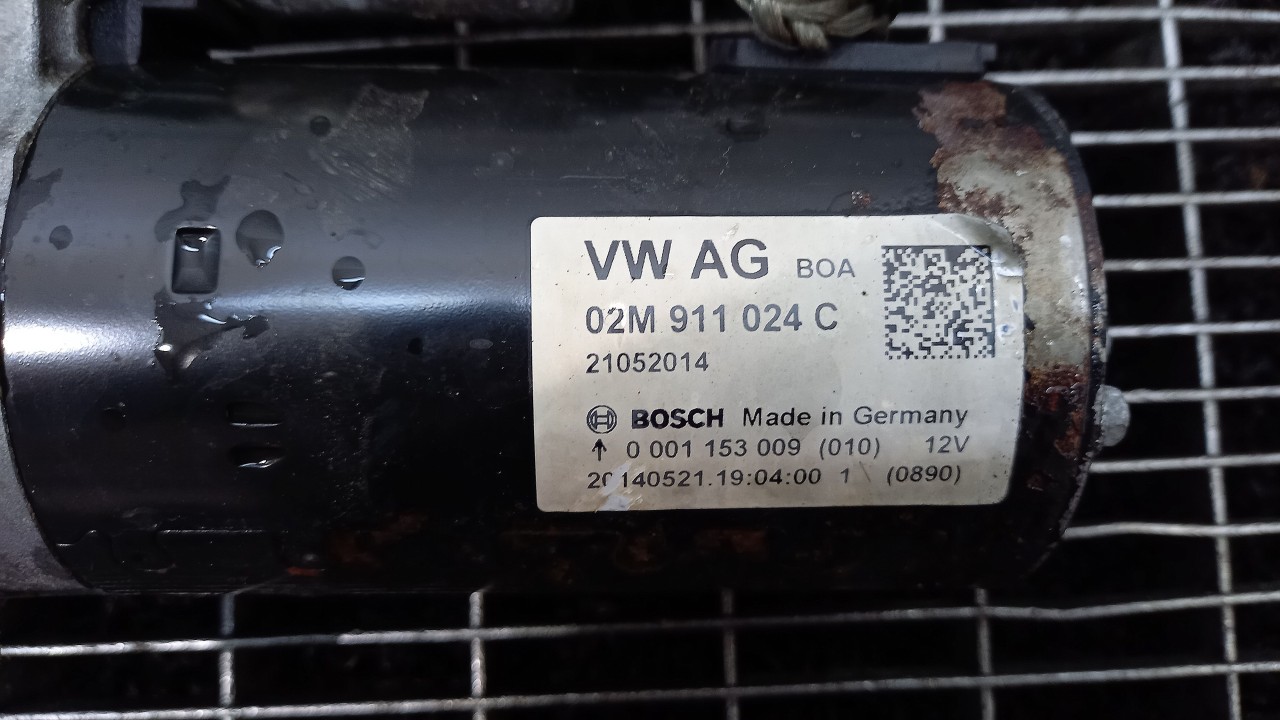 VW AG BOA
02M 911 024 C
21052014
BOSCH Made in Germany
↑ 0 001 153 009 (010) 12V
20140521.19:04:00 1 (0890)